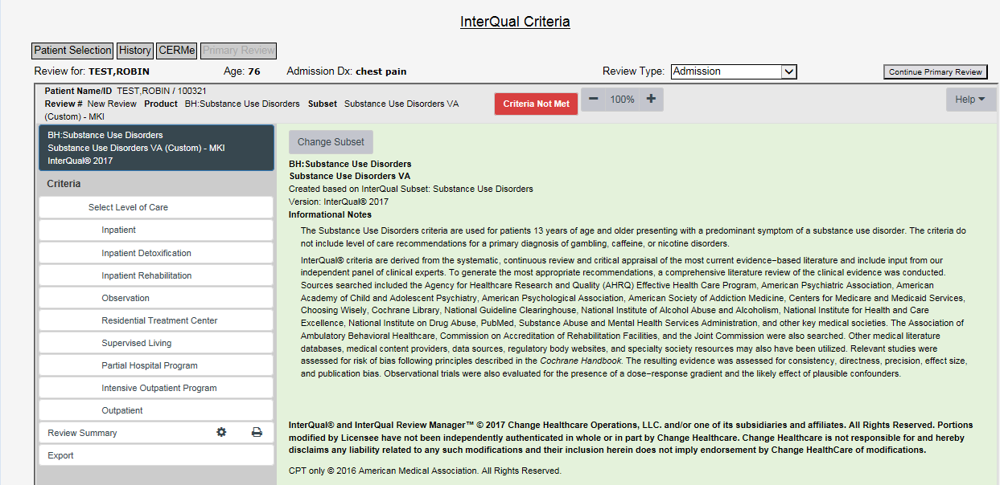 InterQual Criteria
Patient Selection History CERMe Primary Review
Review for: TEST,ROBIN Age: 76 Admission Dx: chest pain Review Type: Admission Continue Primary Review
Patient Name/ID TEST,ROBIN / 100321
Review # New Review Product BH:Substance Use Disorders Subset Substance Use Disorders VA
(Custom) - MKI
Criteria Not Met
100%
Help
BH:Substance Use Disorders
Substance Use Disorders VA (Custom) - MKI
InterQual® 2017
Criteria
Select Level of Care
Inpatient
Inpatient Detoxification
Inpatient Rehabilitation
Observation
Residential Treatment Center
Supervised Living
Partial Hospital Program
Intensive Outpatient Program
Outpatient
Review Summary
Export
Change Subset
BH:Substance Use Disorders
Substance Use Disorders VA
Created based on InterQual Subset: Substance Use Disorders
Version: InterQual® 2017
Informational Notes
The Substance Use Disorders criteria are used for patients 13 years of age and older presenting with a predominant symptom of a substance use disorder. The criteria do
not include level of care recommendations for a primary diagnosis of gambling, caffeine, or nicotine disorders.
InterQual® criteria are derived from the systematic, continuous review and critical appraisal of the most current evidence−based literature and include input from our
independent panel of clinical experts. To generate the most appropriate recommendations, a comprehensive literature review of the clinical evidence was conducted.
Sources searched included the Agency for Healthcare Research and Quality (AHRQ) Effective Health Care Program, American Psychiatric Association, American
Academy of Child and Adolescent Psychiatry, American Psychological Association, American Society of Addiction Medicine, Centers for Medicare and Medicaid Services,
Choosing Wisely, Cochrane Library, National Guideline Clearinghouse, National Institute of Alcohol Abuse and Alcoholism, National Institute for Health and Care
Excellence, National Institute on Drug Abuse, PubMed, Substance Abuse and Mental Health Services Administration, and other key medical societies. The Association of
Ambulatory Behavioral Healthcare, Commission on Accreditation of Rehabilitation Facilities, and the Joint Commission were also searched. Other medical literature
databases, medical content providers, data sources, regulatory body websites, and specialty society resources may also have been utilized. Relevant studies were
assessed for risk of bias following principles described in the Cochrane Handbook. The resulting evidence was assessed for consistency, directness, precision, effect size,
and publication bias. Observational trials were also evaluated for the presence of a dose−response gradient and the likely effect of plausible confounders.
InterQual® and InterQual Review Manager™ © 2017 Change Healthcare Operations, LLC. and/or one of its subsidiaries and affiliates. All Rights Reserved. Portions
modified by Licensee have not been independently authenticated in whole or in part by Change Healthcare. Change Healthcare is not responsible for and hereby
disclaims any liability related to any such modifications and their inclusion herein does not imply endorsement by Change HealthCare of modifications.
CPT only © 2016 American Medical Association. All Rights Reserved.